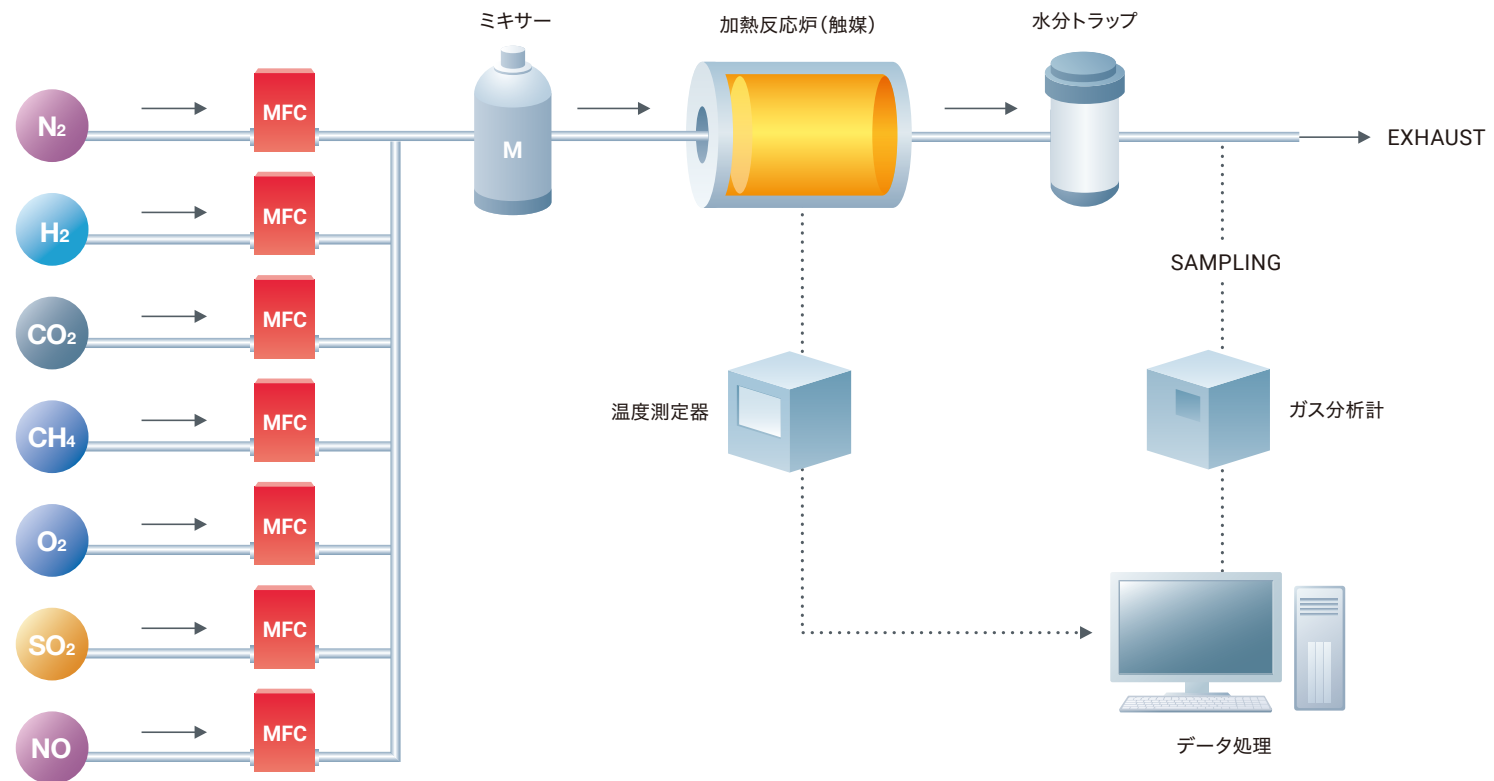 ミキサー
加熱反応炉（触媒）
水分トラップ
N2
MFC
M
EXHAUST
H2
MFC
SAMPLING
CO2
MFC
温度測定器
ガス分析計
CH4
MFC
O2
MFC
SO2
MFC
NO
MFC
データ処理